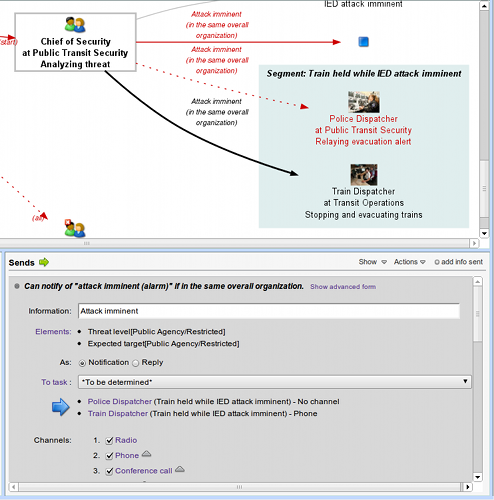 IED attack imminent
(start)
Attack imminent
(in the same overall
organization)
Chief of Security
at Public Transit Security
Analyzing threat
Attack imminent
(in the same overall
organization)
Attack imminent
(in the same overall
organization)
Segment: Train held while IED attack imminent
Police Dispatcher
at Public Transit Security
Relaying evacuation alert
Train Dispatcher
at Transit Operations
Stopping and evacuating trains
Sends
Show
Actions
add info sent
Can notify of "attack imminent (alarm)" if in the same overall organization.
Show advanced form
Information:
Attack imminent
Elements:
• Threat level[Public Agency/Restricted]
• Expected target[Public Agency/Restricted]
As:
Notification
Reply
To task :
*To be determined*
• Police Dispatcher (Train held while IED attack imminent) - No channel
• Train Dispatcher (Train held while IED attack imminent) - Phone
Channels:
1. Radio
2. Phone
3. Conference call